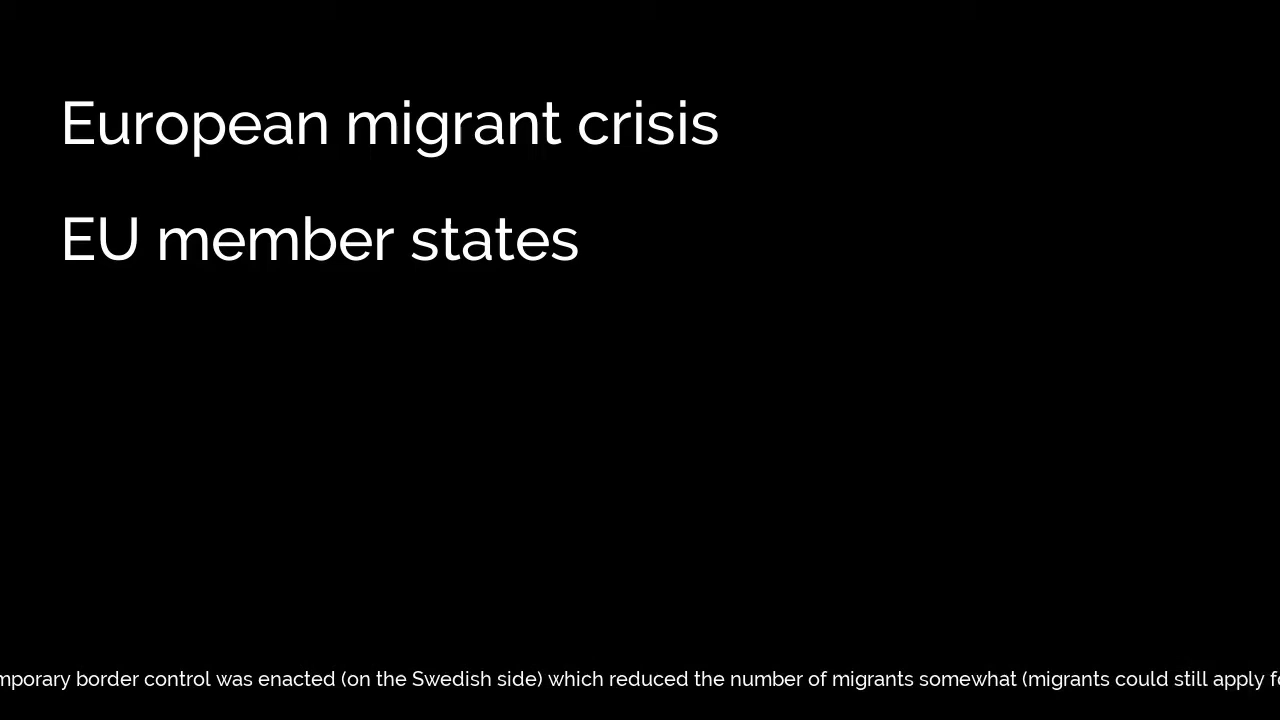 European migrant crisis
EU member states
border control was enacted (on the Swedish side) which reduced the number of migrants somewhat (migrants could still apply